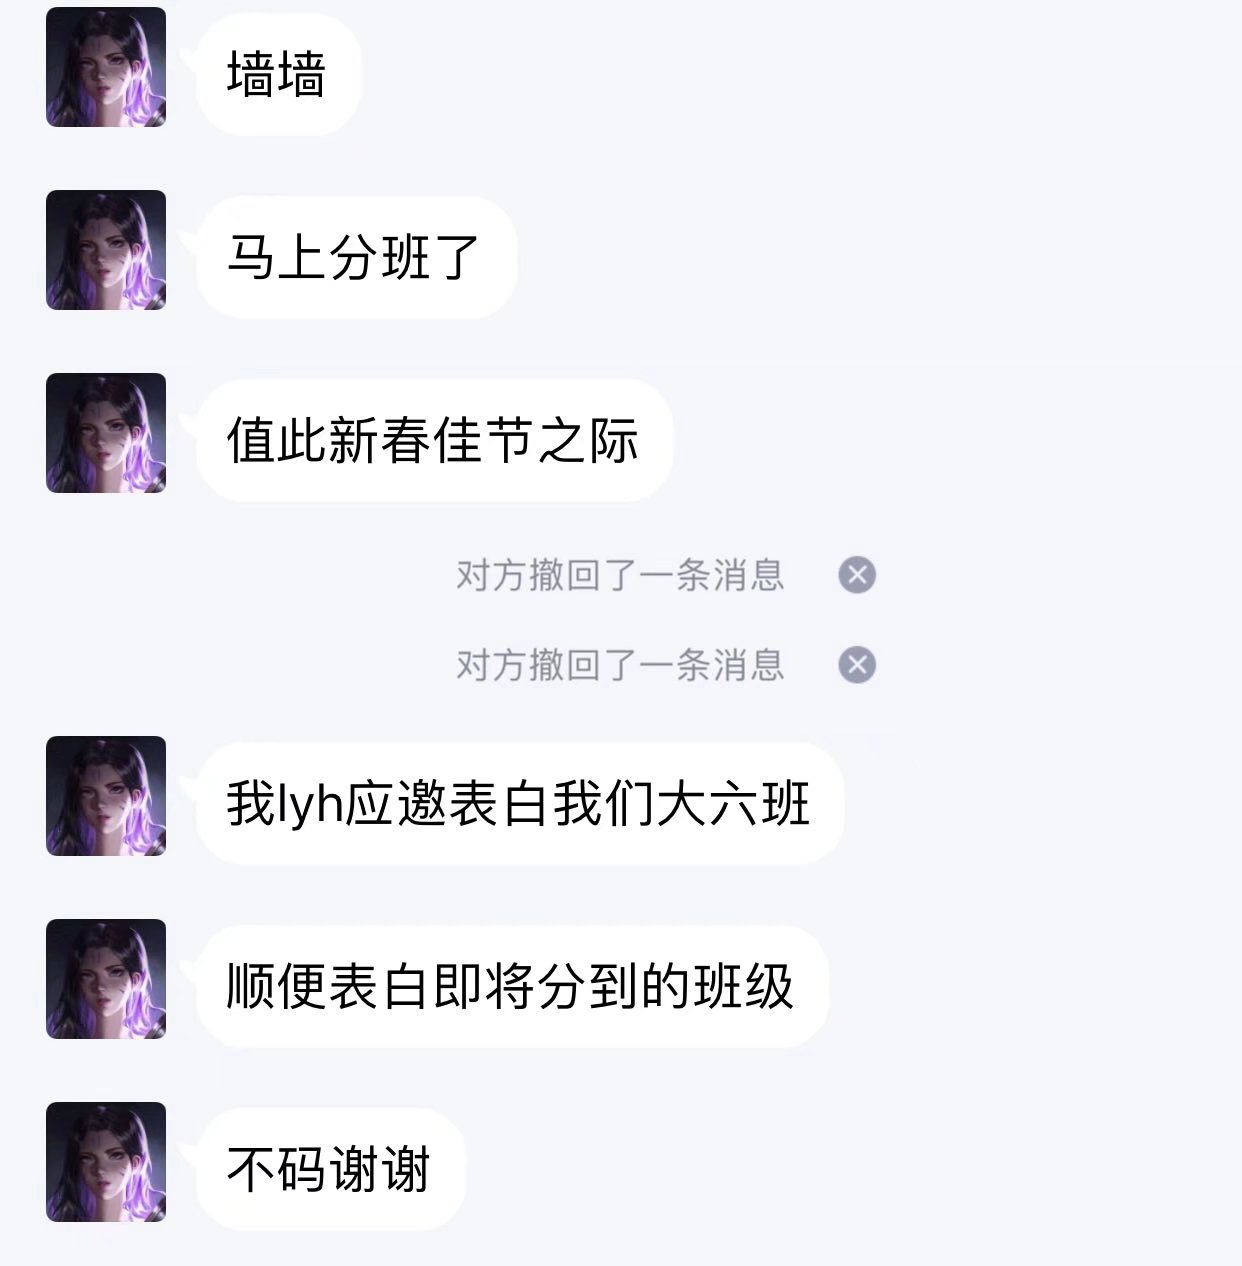 墙墙
马上分班了
值此新春佳节之际
对方撤回了一条消息
对方撤回了一条消息
我lyh应邀表白我们大六班
顺便表白即将分到的班级
不码谢谢